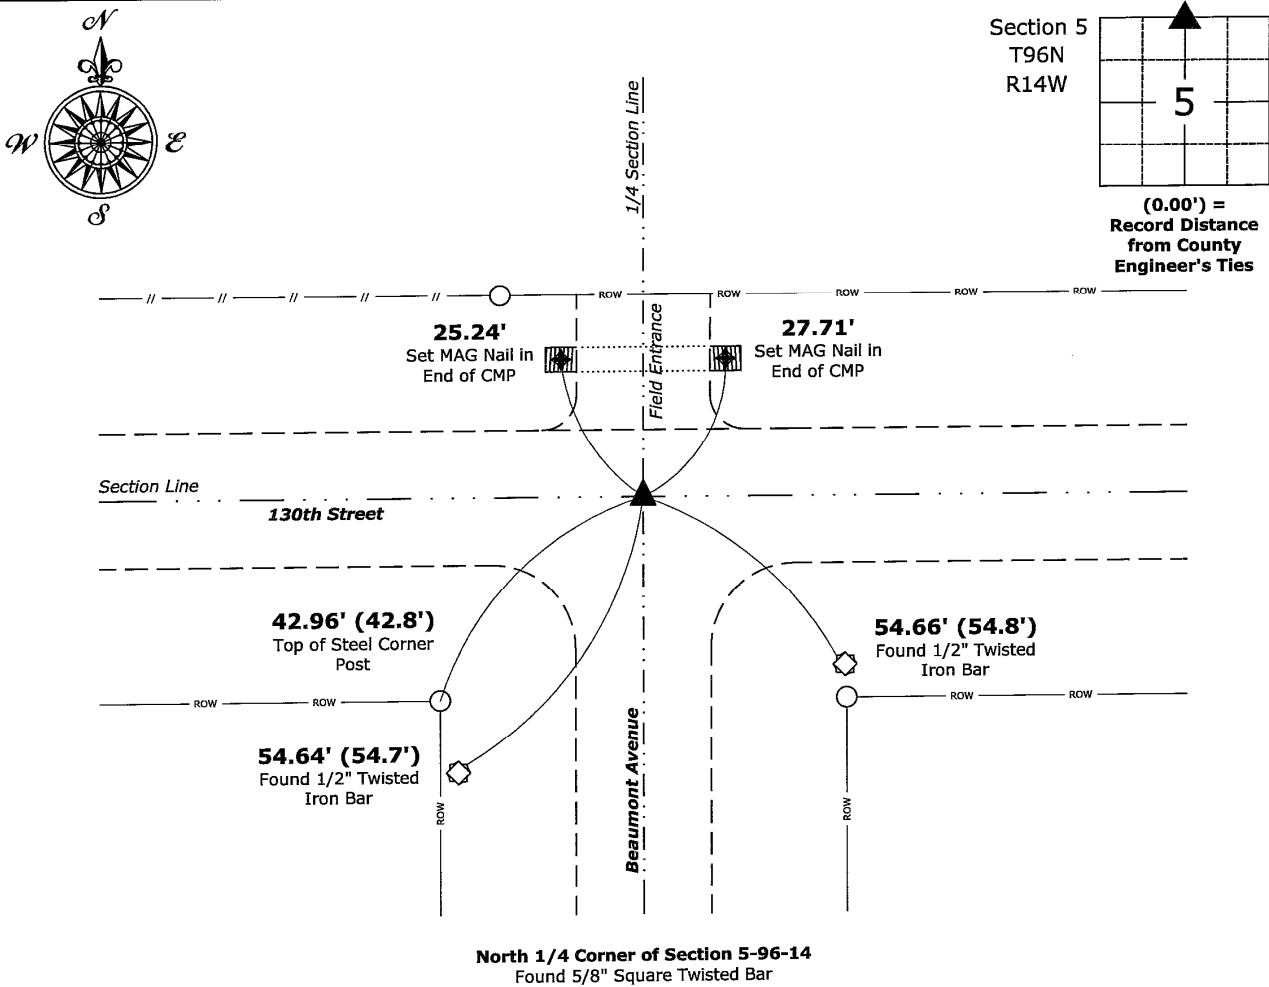 N
W
E
S
Section 5
T96N
R14W
5
(0.00') =
Record Distance
from County
Engineer's Ties
1/4 Section Line
// // // // // ROW ROW ROW ROW ROW
25.24'
Set MAG Nail in
End of CMP
27.71'
Set MAG Nail in
End of CMP
Field Entrance
Section Line
130th Street
42.96' (42.8')
Top of Steel Corner
Post
54.66' (54.8')
Found 1/2" Twisted
Iron Bar
ROW ROW
ROW ROW
54.64' (54.7')
Found 1/2" Twisted
Iron Bar
ROW
Beaumont Avenue
ROW
North 1/4 Corner of Section 5-96-14
Found 5/8" Square Twisted Bar